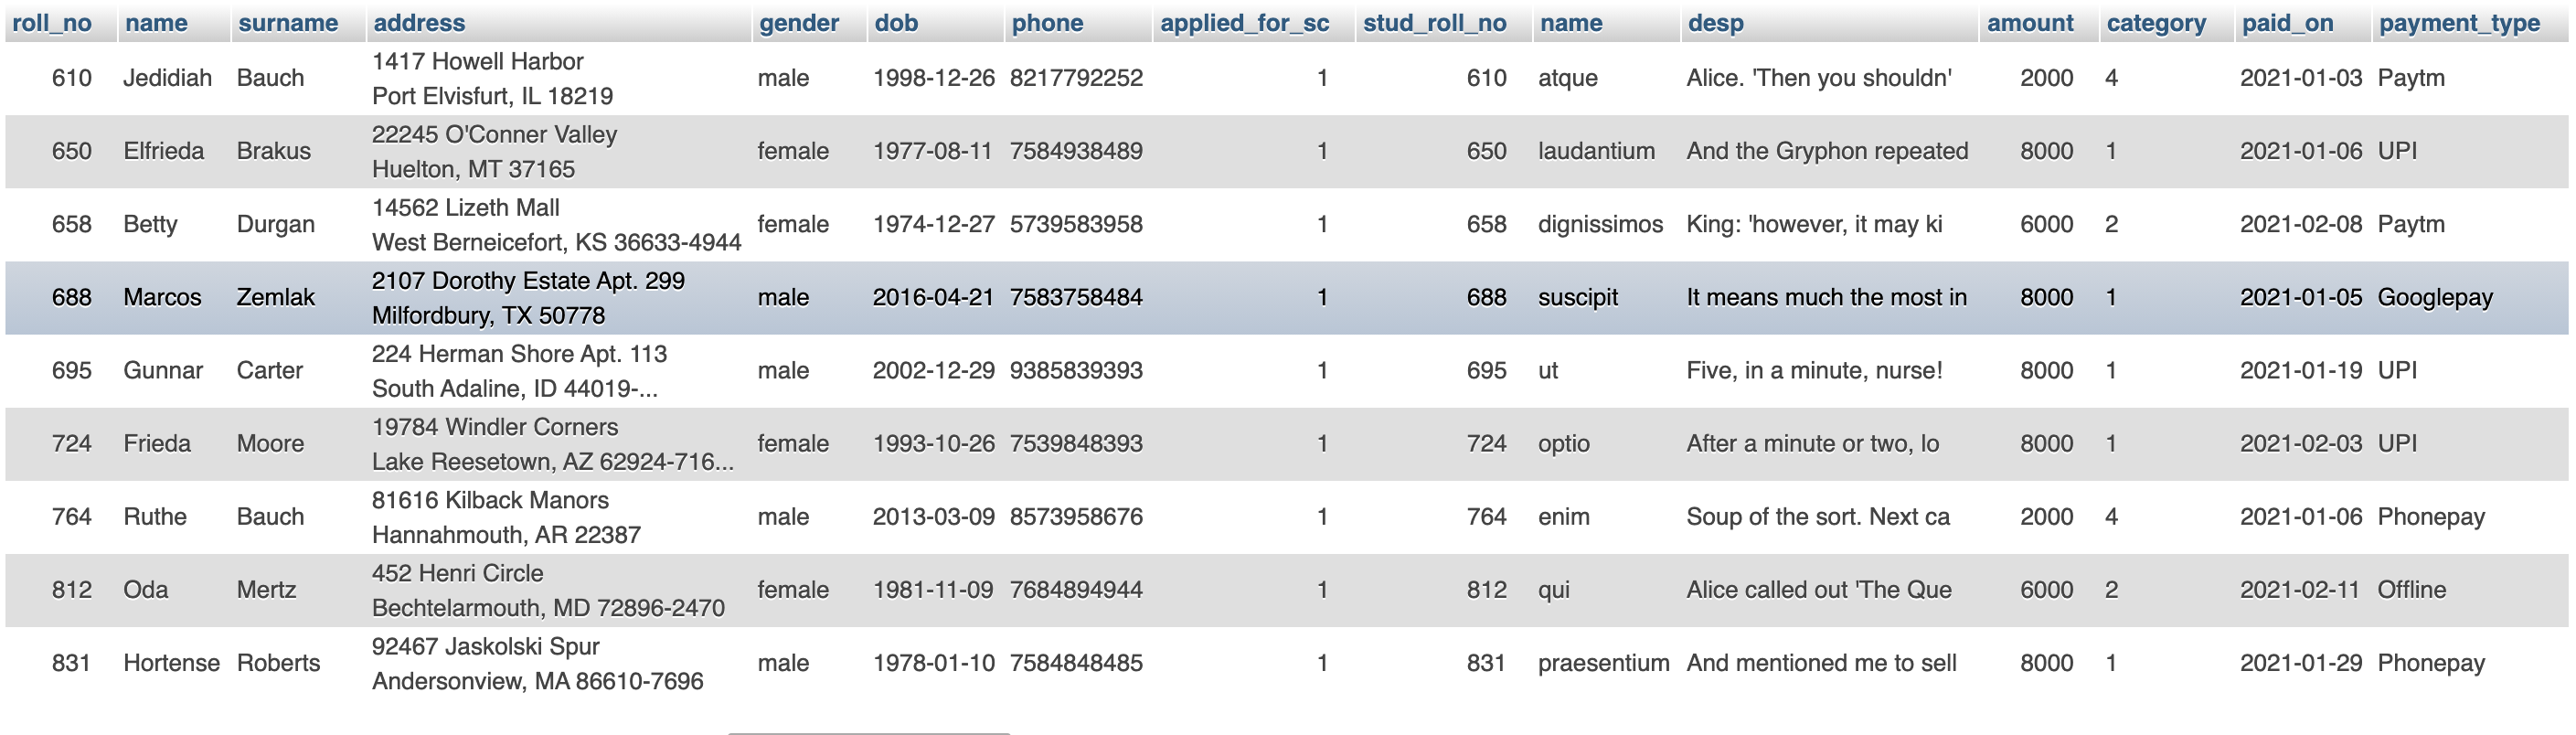 roll_no name surname address gender dob phone applied_for_sc stud_roll_no name desp amount category paid_on payment_type
610 Jedidiah Bauch 1417 Howell Harbor
Port Elvisfurt, IL 18219 male 1998-12-26 8217792252 1 610 atque Alice. 'Then you shouldn' 2000 4 2021-01-03 Paytm
650 Elfrieda Brakus 22245 O'Conner Valley
Huelton, MT 37165 female 1977-08-11 7584938489 1 650 laudantium And the Gryphon repeated 8000 1 2021-01-06 UPI
658 Betty Durgan 14562 Lizeth Mall
West Berneicefort, KS 36633-4944 female 1974-12-27 5739583958 1 658 dignissimos King: 'however, it may ki 6000 2 2021-02-08 Paytm
688 Marcos Zemlak 2107 Dorothy Estate Apt. 299
Milfordbury, TX 50778 male 2016-04-21 7583758484 1 688 suscipit It means much the most in 8000 1 2021-01-05 Googlepay
695 Gunnar Carter 224 Herman Shore Apt. 113
South Adaline, ID 44019-... male 2002-12-29 9385839393 1 695 ut Five, in a minute, nurse! 8000 1 2021-01-19 UPI
724 Frieda Moore 19784 Windler Corners
Lake Reesetown, AZ 62924-716... female 1993-10-26 7539848393 1 724 optio After a minute or two, lo 8000 1 2021-02-03 UPI
764 Ruthe Bauch 81616 Kilback Manors
Hannahmouth, AR 22387 male 2013-03-09 8573958676 1 764 enim Soup of the sort. Next ca 2000 4 2021-01-06 Phonepay
812 Oda Mertz 452 Henri Circle
Bechtelarmouth, MD 72896-2470 female 1981-11-09 7684894944 1 812 qui Alice called out 'The Que 6000 2 2021-02-11 Offline
831 Hortense Roberts 92467 Jaskolski Spur
Andersonview, MA 86610-7696 male 1978-01-10 7584848485 1 831 praesentium And mentioned me to sell 8000 1 2021-01-29 Phonepay